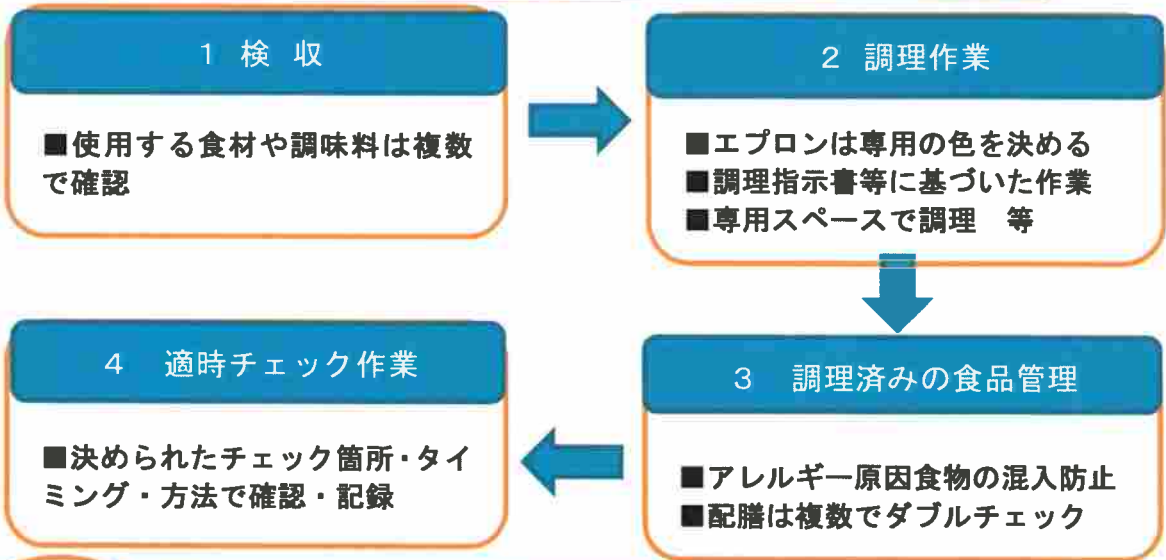 1 検 収
■使用する食材や調味料は複数
で確認
2 調理作業
■エプロンは専用の色を決める
■調理指示書等に基づいた作業
■専用スペースで調理　等
3　調理済みの食品管理
■アレルギー原因食物の混入防止
■配膳は複数でダブルチェック
4　適時チェック作業
■決められたチェック箇所・タイ
ミング・方法で確認・記録